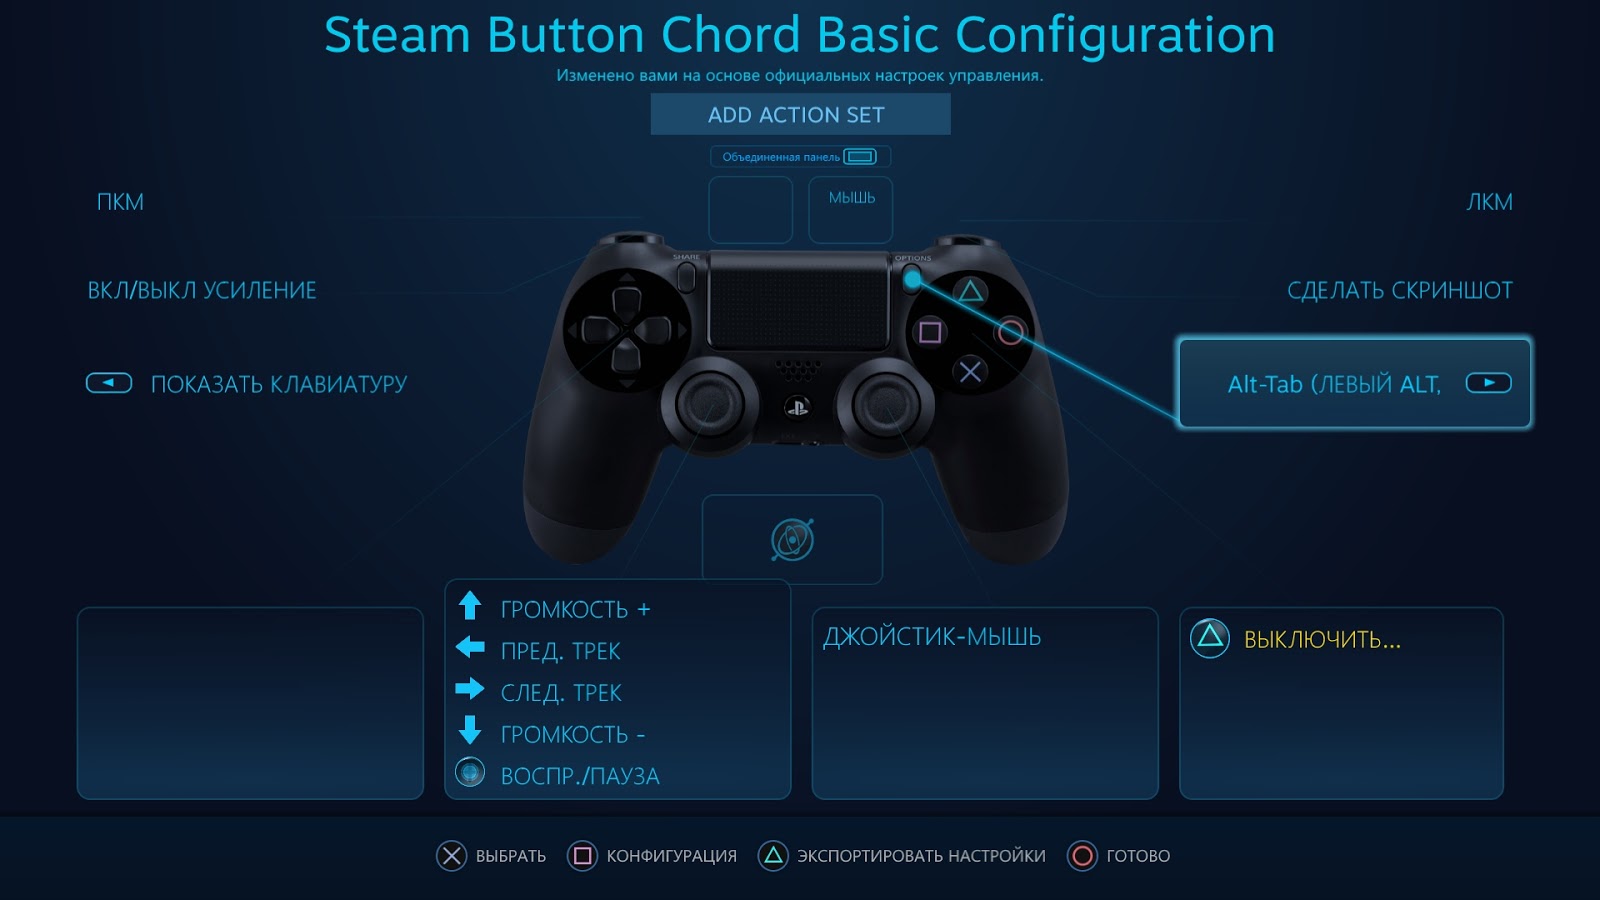 Steam Button Chord Basic Configuration
Изменено вами на основе официальных настроек управления.
ADD ACTION SET
Объединенная панель
МЫШЬ
ПКМ
ЛКМ
SHARE
OPTIONS
ВКЛ/ВЫКЛ УСИЛЕНИЕ
СДЕЛАТЬ СКРИНШОТ
ПОКАЗАТЬ КЛАВИАТУРУ
Alt-Tab (ЛЕВЫЙ ALT,
ГРОМКОСТЬ +
ПРЕД. ТРЕК
СЛЕД. ТРЕК
ГРОМКОСТЬ -
ВОСПР./ПАУЗА
ДЖОЙСТИК-МЫШЬ
ВЫКЛЮЧИТЬ...
ВЫБРАТЬ
КОНФИГУРАЦИЯ
ЭКСПОРТИРОВАТЬ НАСТРОЙКИ
ГОТОВО